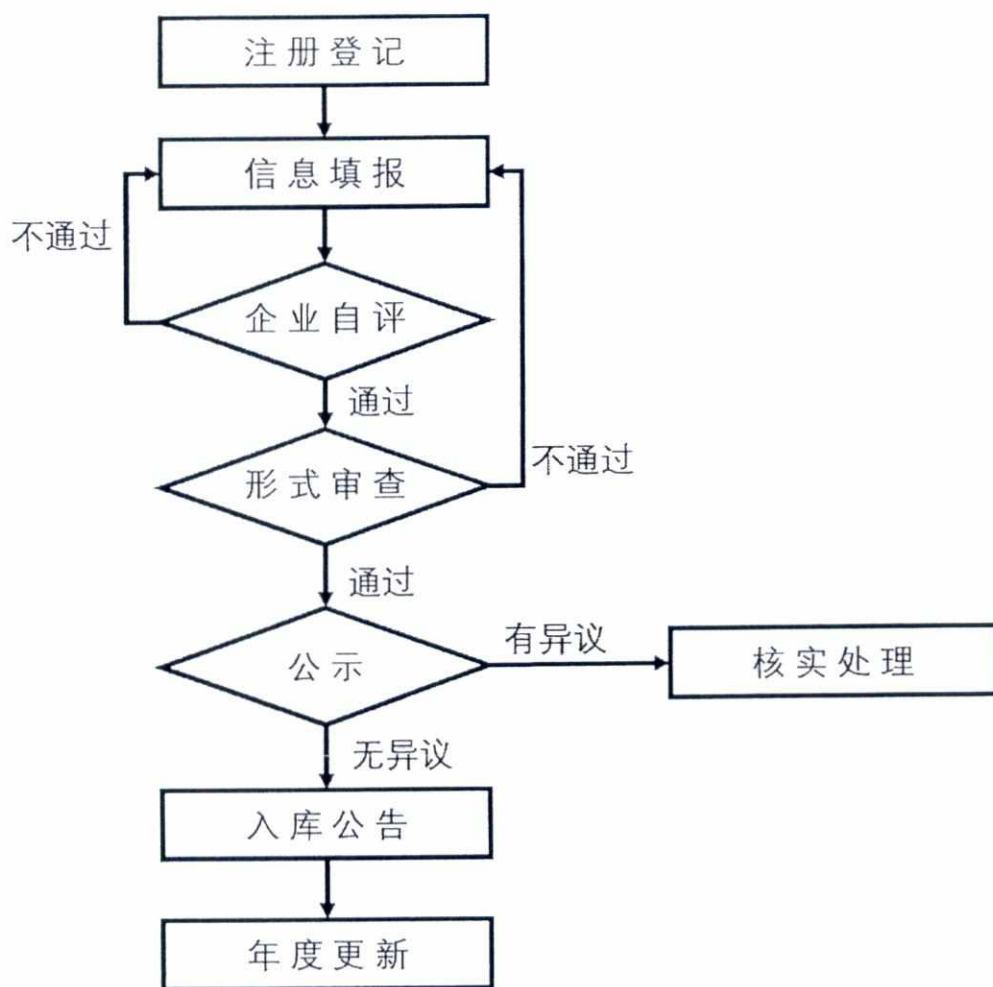 注册登记
信息填报
不通过
企业自评
通过
形式审查
不通过
通过
公示
有异议
核实处理
无异议
入库公告
年度更新